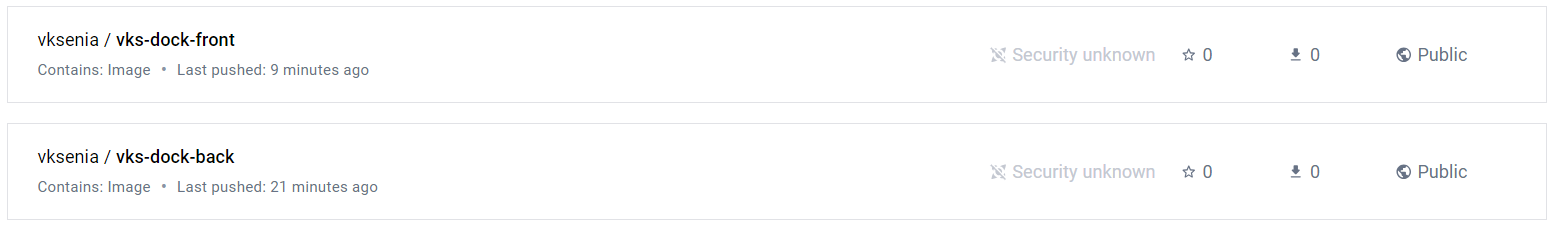 vksenia / vks-dock-front
Security unknown 0 0 Public
Contains: Image • Last pushed: 9 minutes ago
vksenia / vks-dock-back
Security unknown 0 0 Public
Contains: Image • Last pushed: 21 minutes ago